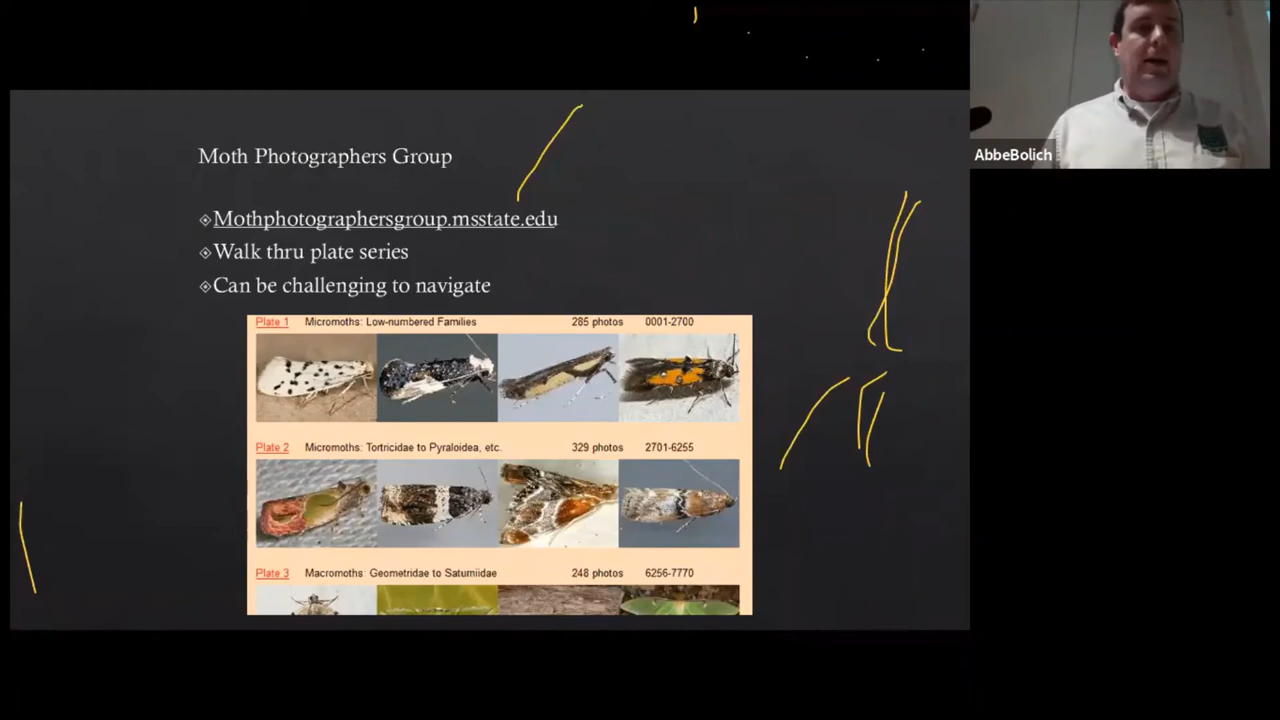 Moth Photographers Group
Mothphotographersgroup.msstate.edu
Walk thru plate series
Can be challenging to navigate
Plate 1 Micromoths: Low-numbered Families 285 photos 0001-2700
Plate 2 Micromoths: Tortricidae to Pyraloidea, etc. 329 photos 2701-6255
Plate 3 Macromoths: Geometridae to Saturniidae 248 photos 6256-7770
AbbeBolich